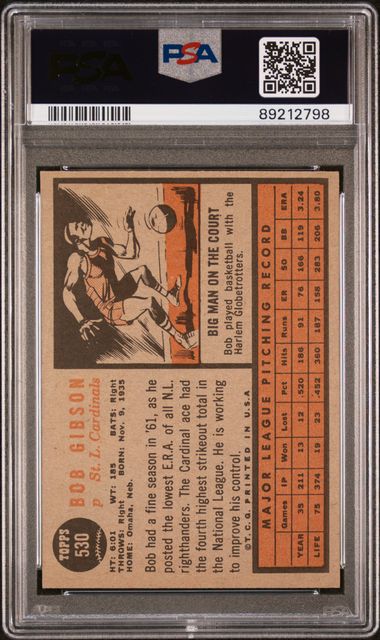 PSA
PSA
89212798
TOPPS
530
BOB GIBSON
p St. L. Cardinals
HT: 6:01 WT: 185 BATS: Right
THROWS: Right BORN: Nov. 9, 1935
HOME: Omaha, Neb.
Bob had a fine season in '61, as he
posted the lowest E.R.A. of all N.L.
righthanders. The Cardinal ace had
the fourth highest strikeout total in
the National League. He is working
to improve his control.
©T.C.G. PRINTED IN U.S.A.
BIG MAN ON THE COURT
Bob played basketball with the
Harlem Globetrotters.
MAJOR LEAGUE PITCHING RECORD
Games IP Won Lost Pct Hits Runs ER SO BB ERA
YEAR 35 211 13 12 .520 186 91 76 166 119 3.24
LIFE 75 374 19 23 .452 360 187 158 283 206 3.80